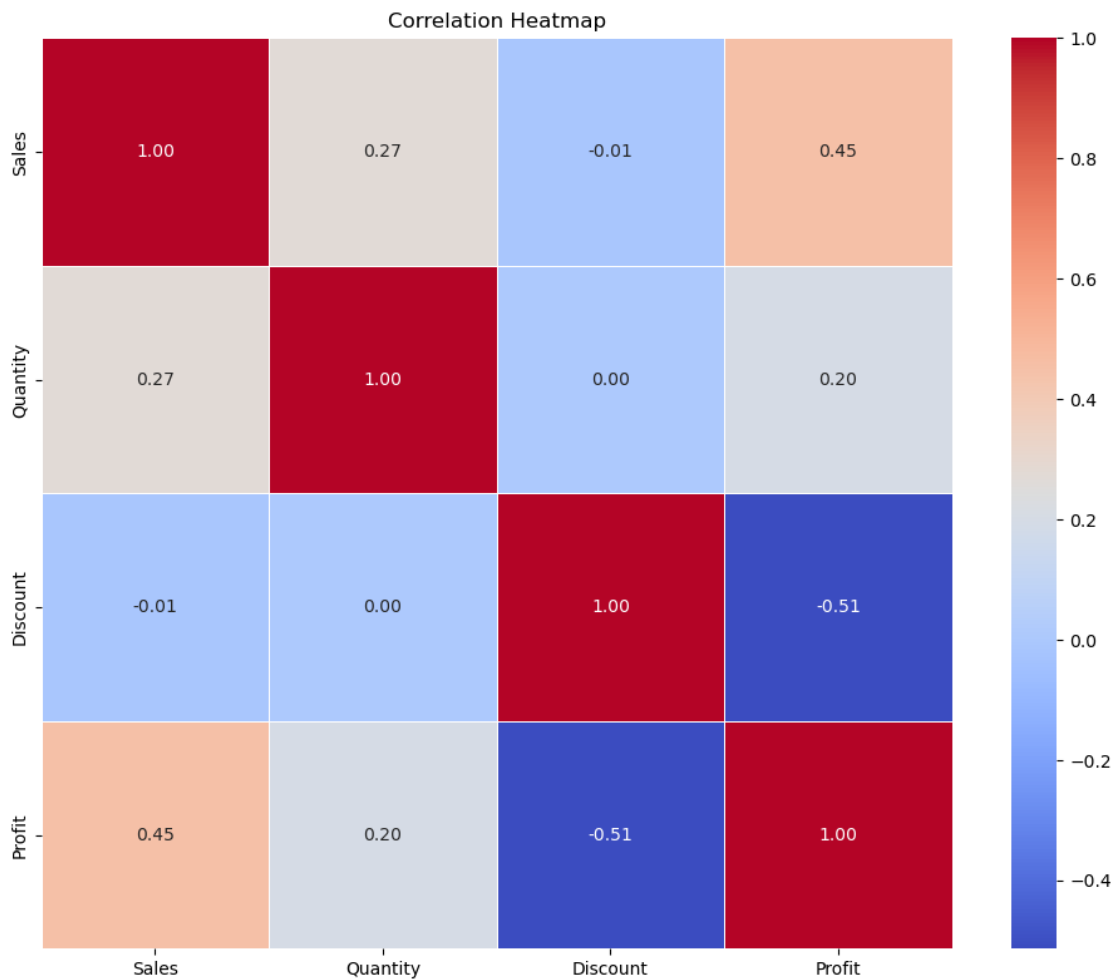 Correlation Heatmap
Sales 1.00 0.27 -0.01 0.45
Quantity 0.27 1.00 0.00 0.20
Discount -0.01 0.00 1.00 -0.51
Profit 0.45 0.20 -0.51 1.00
Sales Quantity Discount Profit
1.0
0.8
0.6
0.4
0.2
0.0
−0.2
−0.4